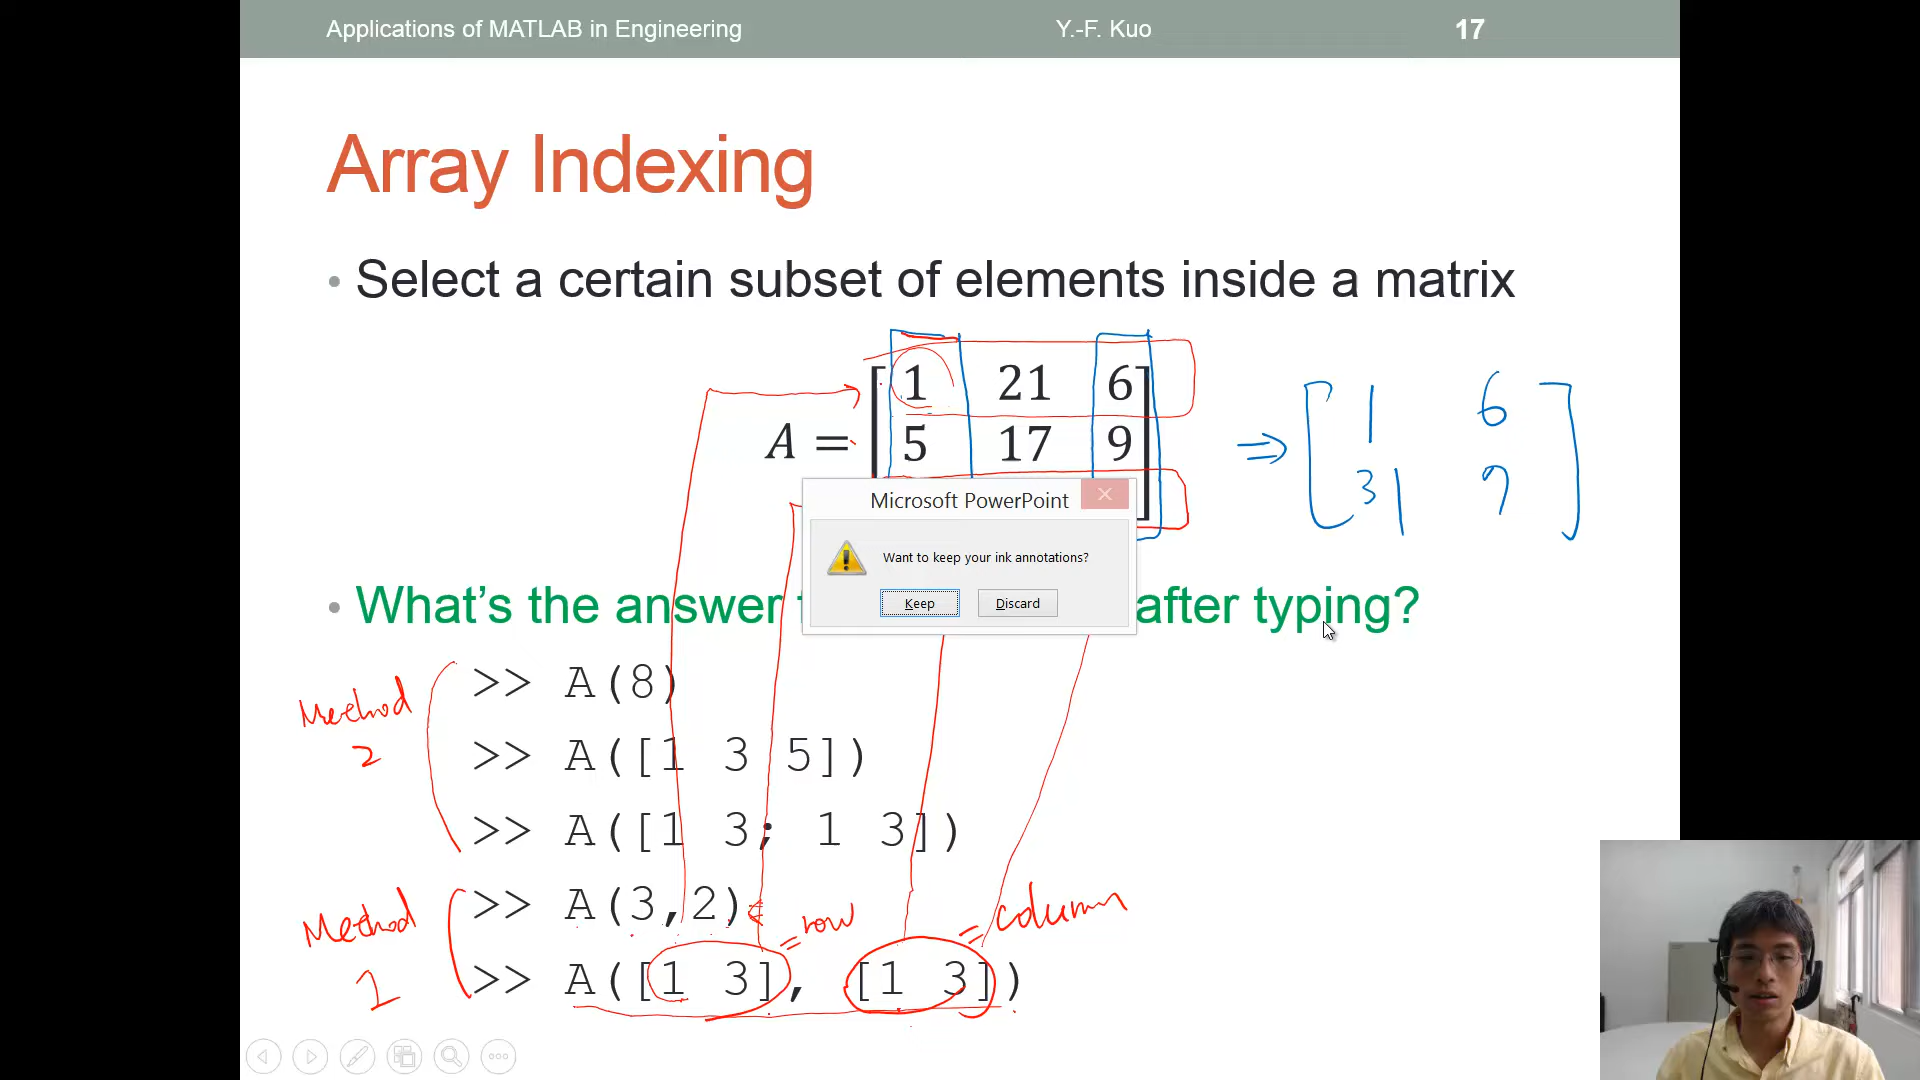 Applications of MATLAB in Engineering Y.-F. Kuo 17
Array Indexing
• Select a certain subset of elements inside a matrix
1 21 6
A = 5 17 9
⇒ 1 6
31 7
Microsoft PowerPoint
Want to keep your ink annotations?
Keep Discard
• What's the answer after typing?
Method 2
>> A(8)
>> A([1 3 5])
>> A([1 3; 1 3])
Method 1
>> A(3,2)
= row
= column
>> A([1 3], [1 3])